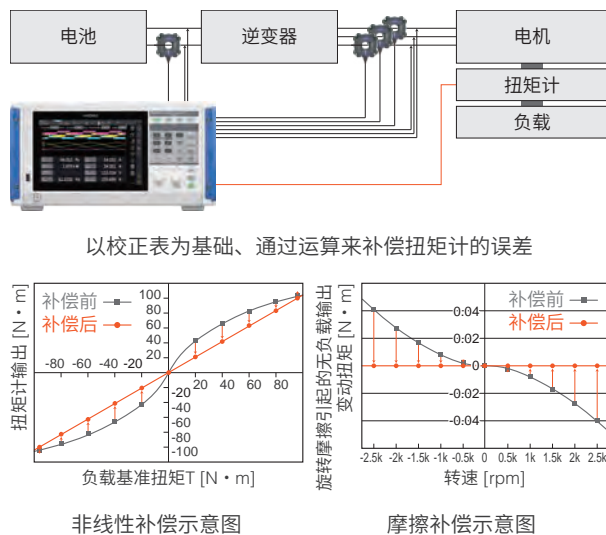 电池
逆变器
电机
扭矩计
负载
以校正表为基础、通过运算来补偿扭矩计的误差
扭矩计输出 [N・m]
补偿前
补偿后
100
80
60
40
20
-80 -60 -40 -20
20 40 60 80
-20
-40
-60
-80
-100
负载基准扭矩T [N・m]
非线性补偿示意图
旋转摩擦引起的无负载输出
变动扭矩 [N・m]
补偿前
补偿后
0.04
0.02
0
-0.02
-0.04
-2.5k -2k -1.5k -1k -0.5k 0 0.5k 1k 1.5k 2k 2.5k
转速 [rpm]
摩擦补偿示意图